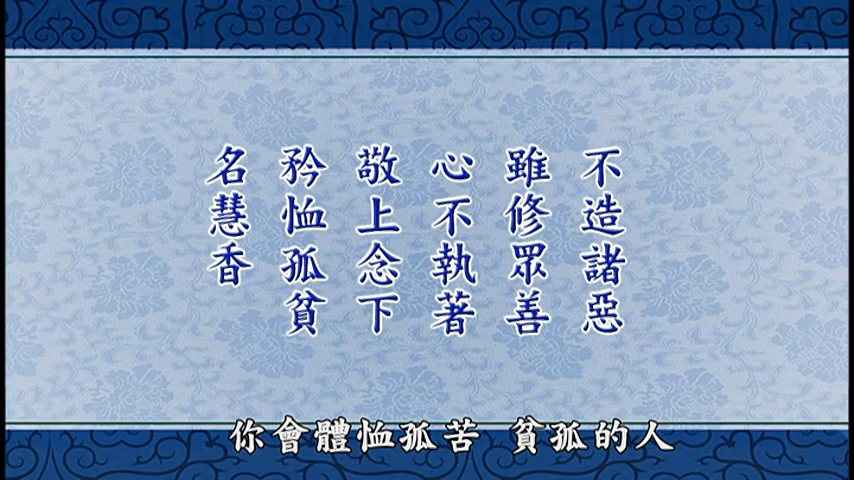 不造諸惡
雖修眾善
心不執著
敬上念下
矜恤孤貧
名慧香
你會體恤孤苦 貧孤的人